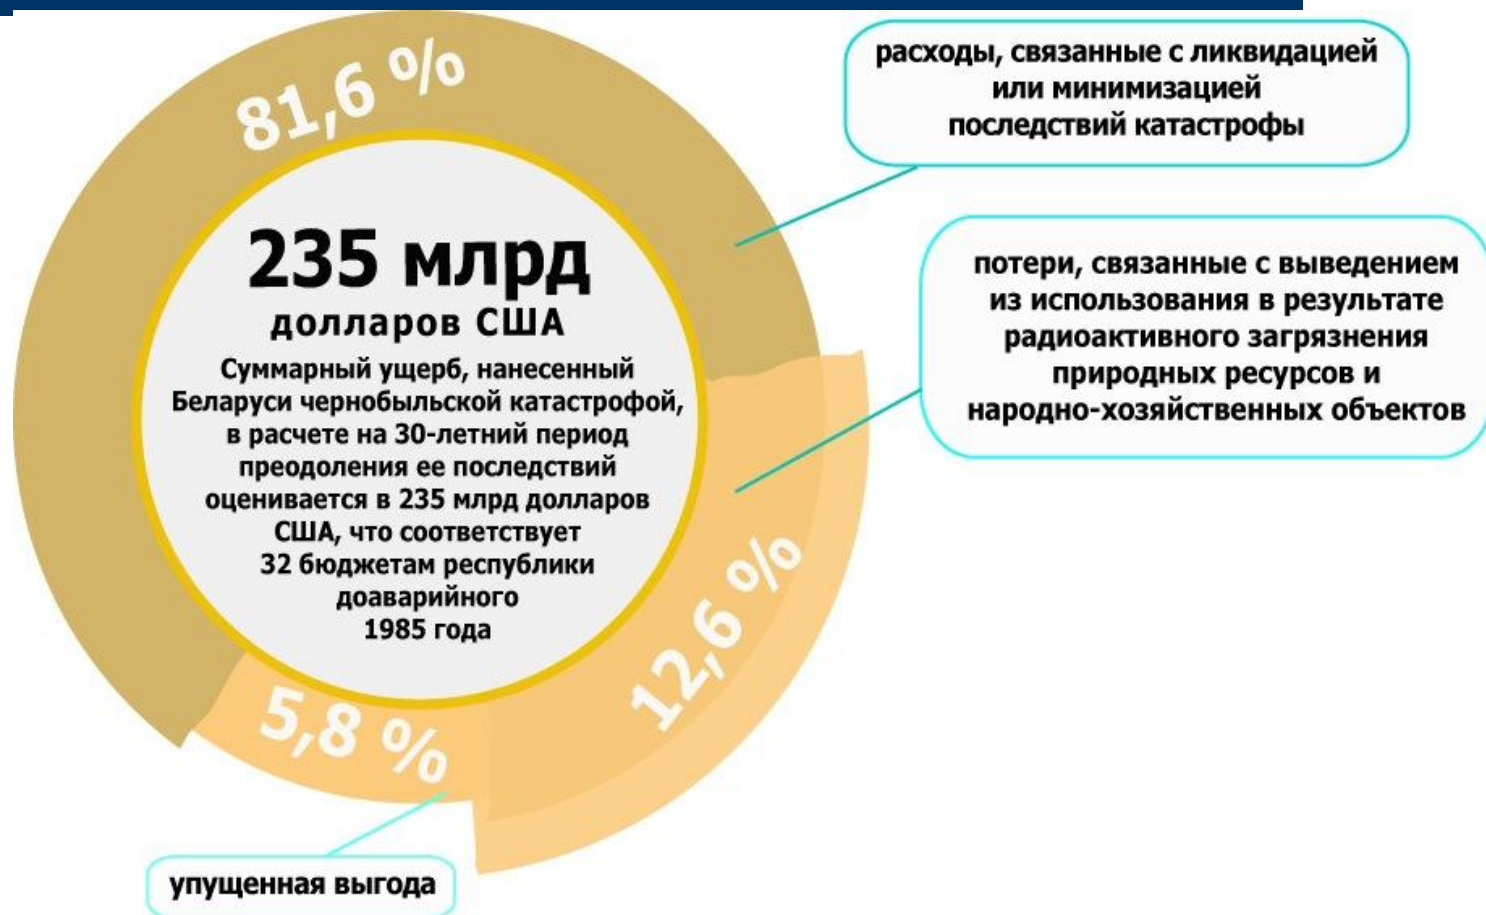 81,6 %
расходы, связанные с ликвидацией
или минимизацией
последствий катастрофы
235 млрд
долларов США
Суммарный ущерб, нанесенный
Беларуси чернобыльской катастрофой,
в расчете на 30-летний период
преодоления ее последствий
оценивается в 235 млрд долларов
США, что соответствует
32 бюджетам республики
доаварийного
1985 года
потери, связанные с выведением
из использования в результате
радиоактивного загрязнения
природных ресурсов и
народно-хозяйственных объектов
12,6 %
5,8 %
упущенная выгода